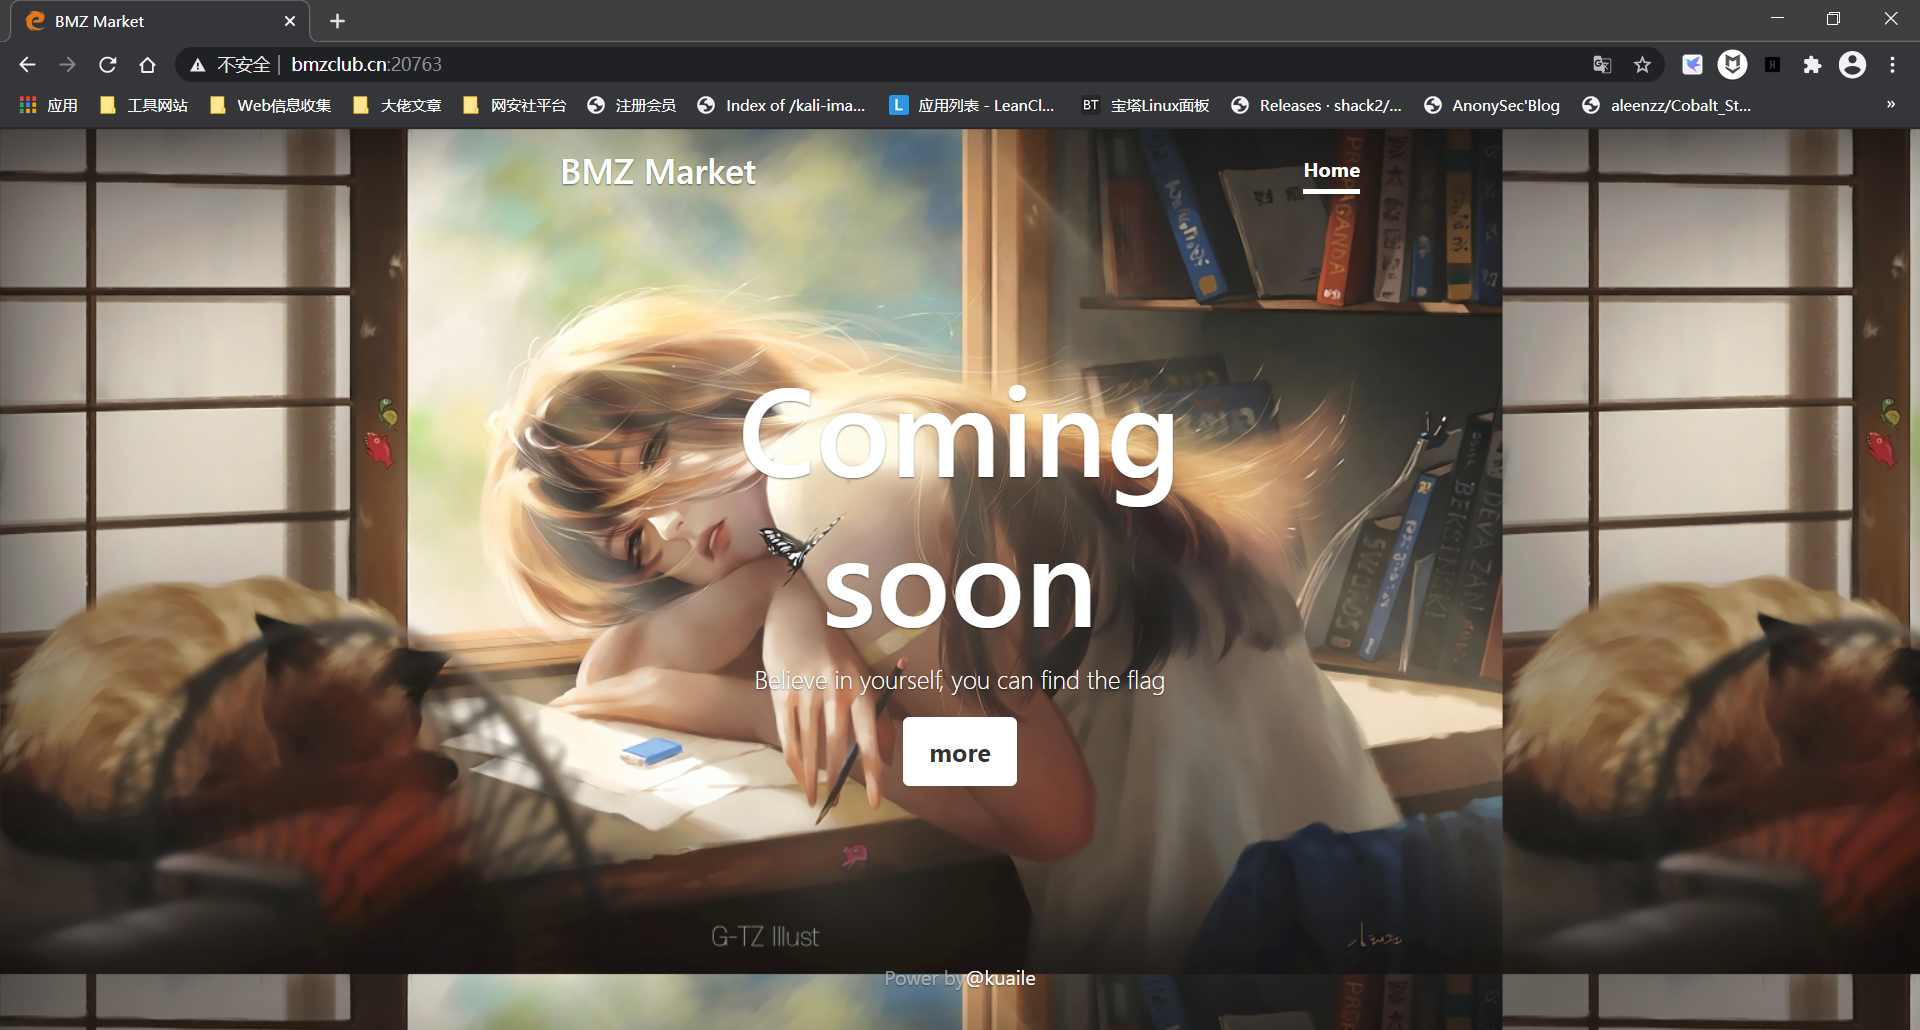 BMZ Market
不安全 bmzclub.cn:20763
应用 工具网站 Web信息收集 大佬文章 网安社平台 注册会员 Index of /kali-ima... L 应用列表 - LeanCl... BT 宝塔Linux面板 Releases · shack2/... AnonySec'Blog aleenzz/Cobalt_St... »
BMZ Market Home
PROPAGANDA
Coming
soon
SWORDS
BEKSINSKI
Believe in yourself, you can find the flag
more
G-TZ Illust
Power by@kuaile